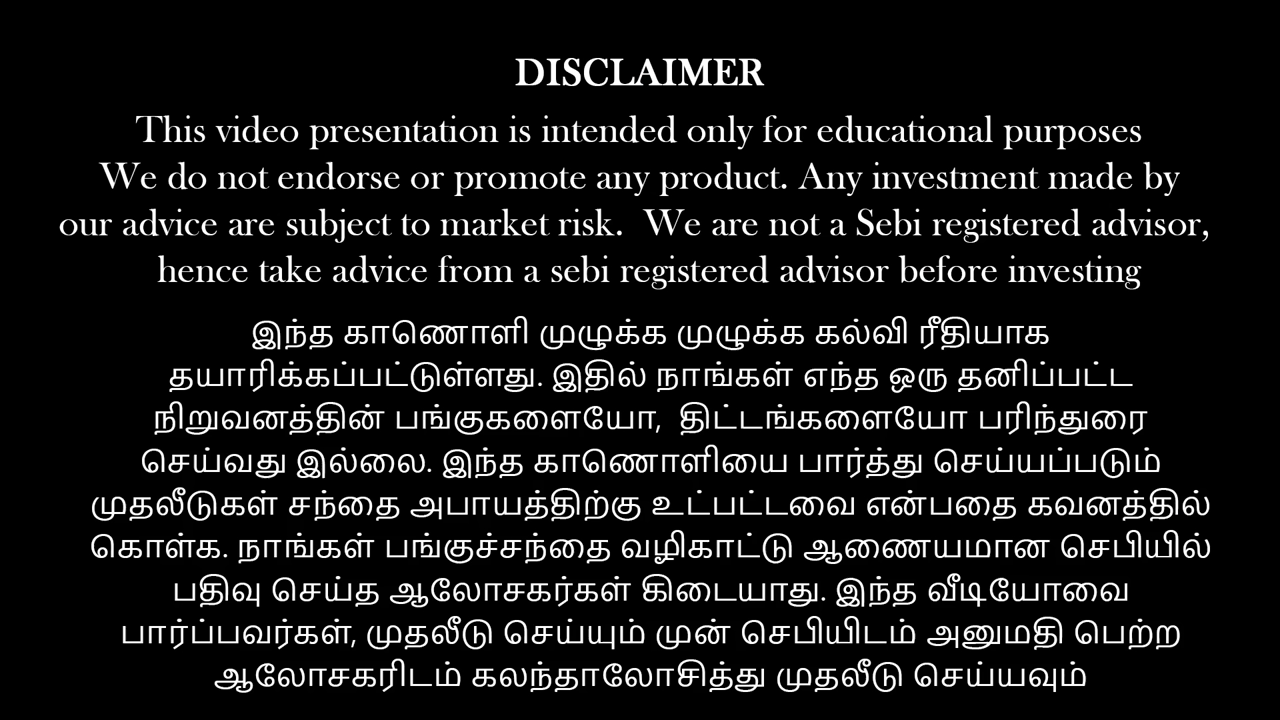 DISCLAIMER
This video presentation is intended only for educational purposes
We do not endorse or promote any product. Any investment made by
our advice are subject to market risk.  We are not a Sebi registered advisor,
hence take advice from a sebi registered advisor before investing
இந்த காணொளி முழுக்க முழுக்க கல்வி ரீதியாக
தயாரிக்கப்பட்டுள்ளது. இதில் நாங்கள் எந்த ஒரு தனிப்பட்ட
நிறுவனத்தின் பங்குகளையோ,  திட்டங்களையோ பரிந்துரை
செய்வது இல்லை. இந்த காணொளியை பார்த்து செய்யப்படும்
முதலீடுகள் சந்தை அபாயத்திற்கு உட்பட்டவை என்பதை கவனத்தில்
கொள்க. நாங்கள் பங்குச்சந்தை வழிகாட்டு ஆணையமான செபியில்
பதிவு செய்த ஆலோசகர்கள் கிடையாது. இந்த வீடியோவை
பார்ப்பவர்கள், முதலீடு செய்யும் முன் செபியிடம் அனுமதி பெற்ற
ஆலோசகரிடம் கலந்தாலோசித்து முதலீடு செய்யவும்